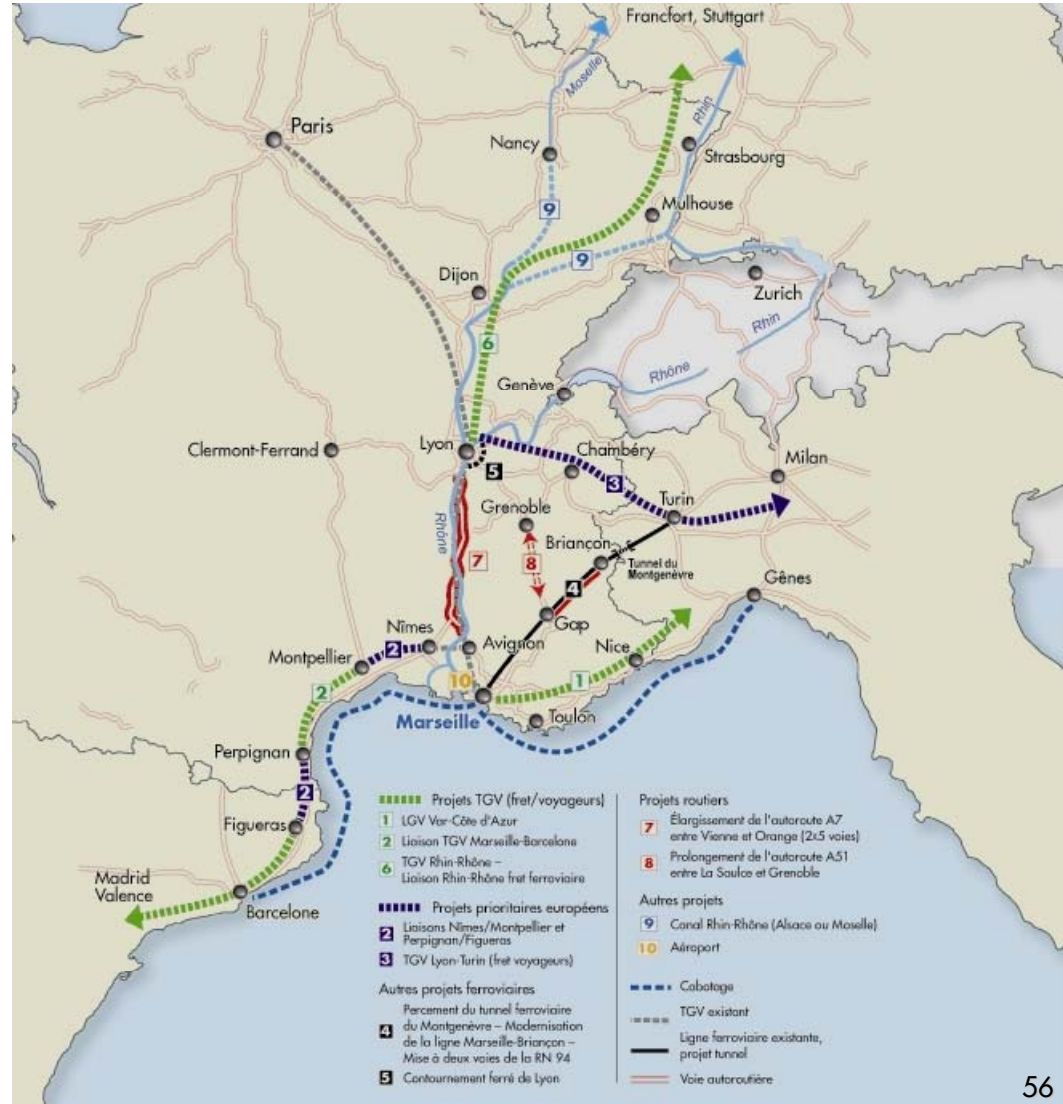 Francfort, Stuttgart
Moselle
Rhin
Paris
Nancy
Strasbourg
Mulhouse
9
9
Dijon
Zurich
6
Rhin
Rhône
Genève
Clermont-Ferrand
Lyon
5
Chambéry
Milan
3
Turin
Rhône
Grenoble
Briançon
Tunnel du
Montgenèvre
7
8
4
Gênes
Gap
Nîmes
2
Avignon
Nice
Montpellier
10
1
2
Marseille
Toulon
Perpignan
2
Figueras
Madrid
Valence
Barcelone
Projets TGV (fret/voyageurs)
1 LGV Var-Côte d'Azur
2 Liaison TGV Marseille-Barcelone
6 TGV Rhin-Rhône –
Liaison Rhin-Rhône fret ferroviaire
Projets prioritaires européens
2 Liaisons Nîmes/Montpellier et
Perpignan/Figueras
3 TGV Lyon-Turin (fret voyageurs)
Autres projets ferroviaires
4 Percement du tunnel ferroviaire
du Montgenèvre – Modernisation
de la ligne Marseille-Briançon –
Mise à deux voies de la RN 94
5 Contournement ferré de Lyon
Projets routiers
7 Élargissement de l'autoroute A7
entre Vienne et Orange (2x5 voies)
8 Prolongement de l'autoroute A51
entre La Saulce et Grenoble
Autres projets
9 Canal Rhin-Rhône (Alsace ou Moselle)
10 Aéroport
Cabotage
TGV existant
Ligne ferroviaire existante,
projet tunnel
Voie autoroutière
56